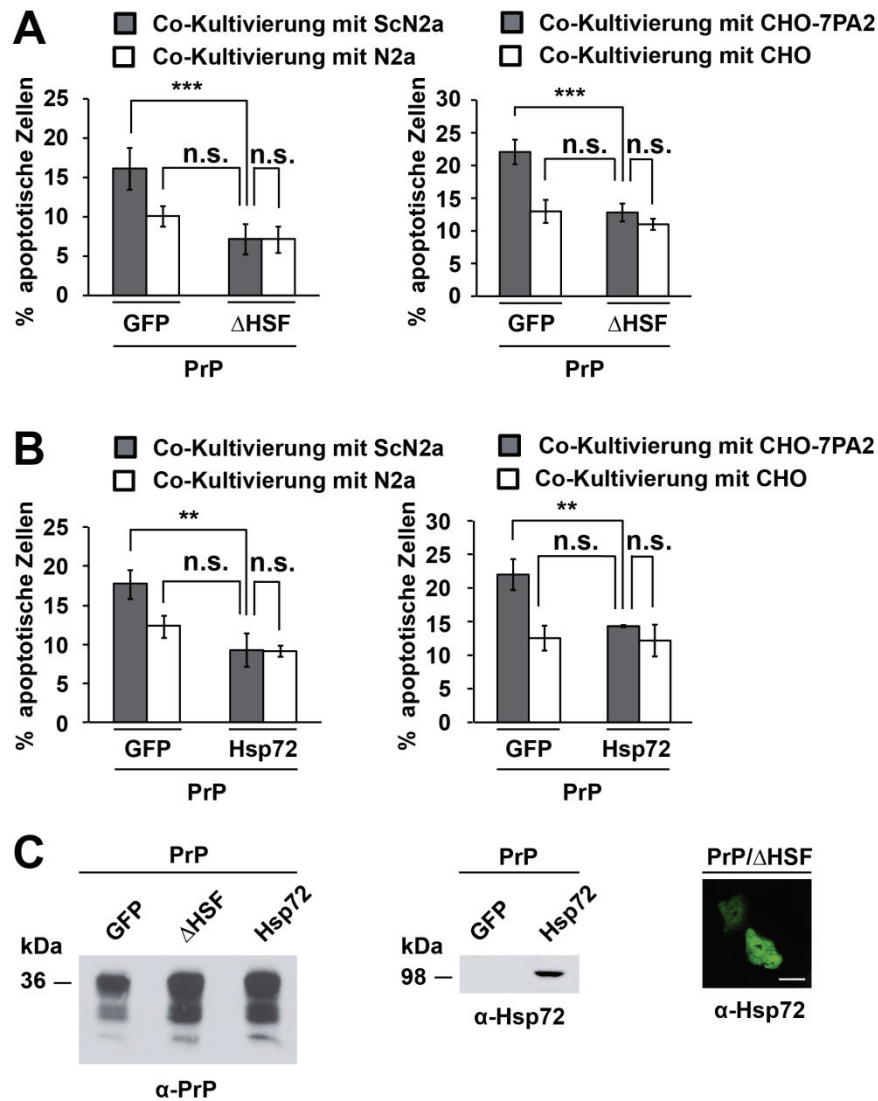 A
Co-Kultivierung mit ScN2a
Co-Kultivierung mit N2a
% apoptotische Zellen
25
20
15
10
5
0
***
n.s.
n.s.
GFP
ΔHSF
PrP
Co-Kultivierung mit CHO-7PA2
Co-Kultivierung mit CHO
% apoptotische Zellen
30
25
20
15
10
5
0
***
n.s.
n.s.
GFP
ΔHSF
PrP
B
Co-Kultivierung mit ScN2a
Co-Kultivierung mit N2a
% apoptotische Zellen
25
20
15
10
5
0
**
n.s.
n.s.
GFP
Hsp72
PrP
Co-Kultivierung mit CHO-7PA2
Co-Kultivierung mit CHO
% apoptotische Zellen
30
25
20
15
10
5
0
**
n.s.
n.s.
GFP
Hsp72
PrP
C
PrP
GFP
ΔHSF
Hsp72
kDa
36
α-PrP
PrP
GFP
Hsp72
kDa
98
α-Hsp72
PrP/ΔHSF
α-Hsp72